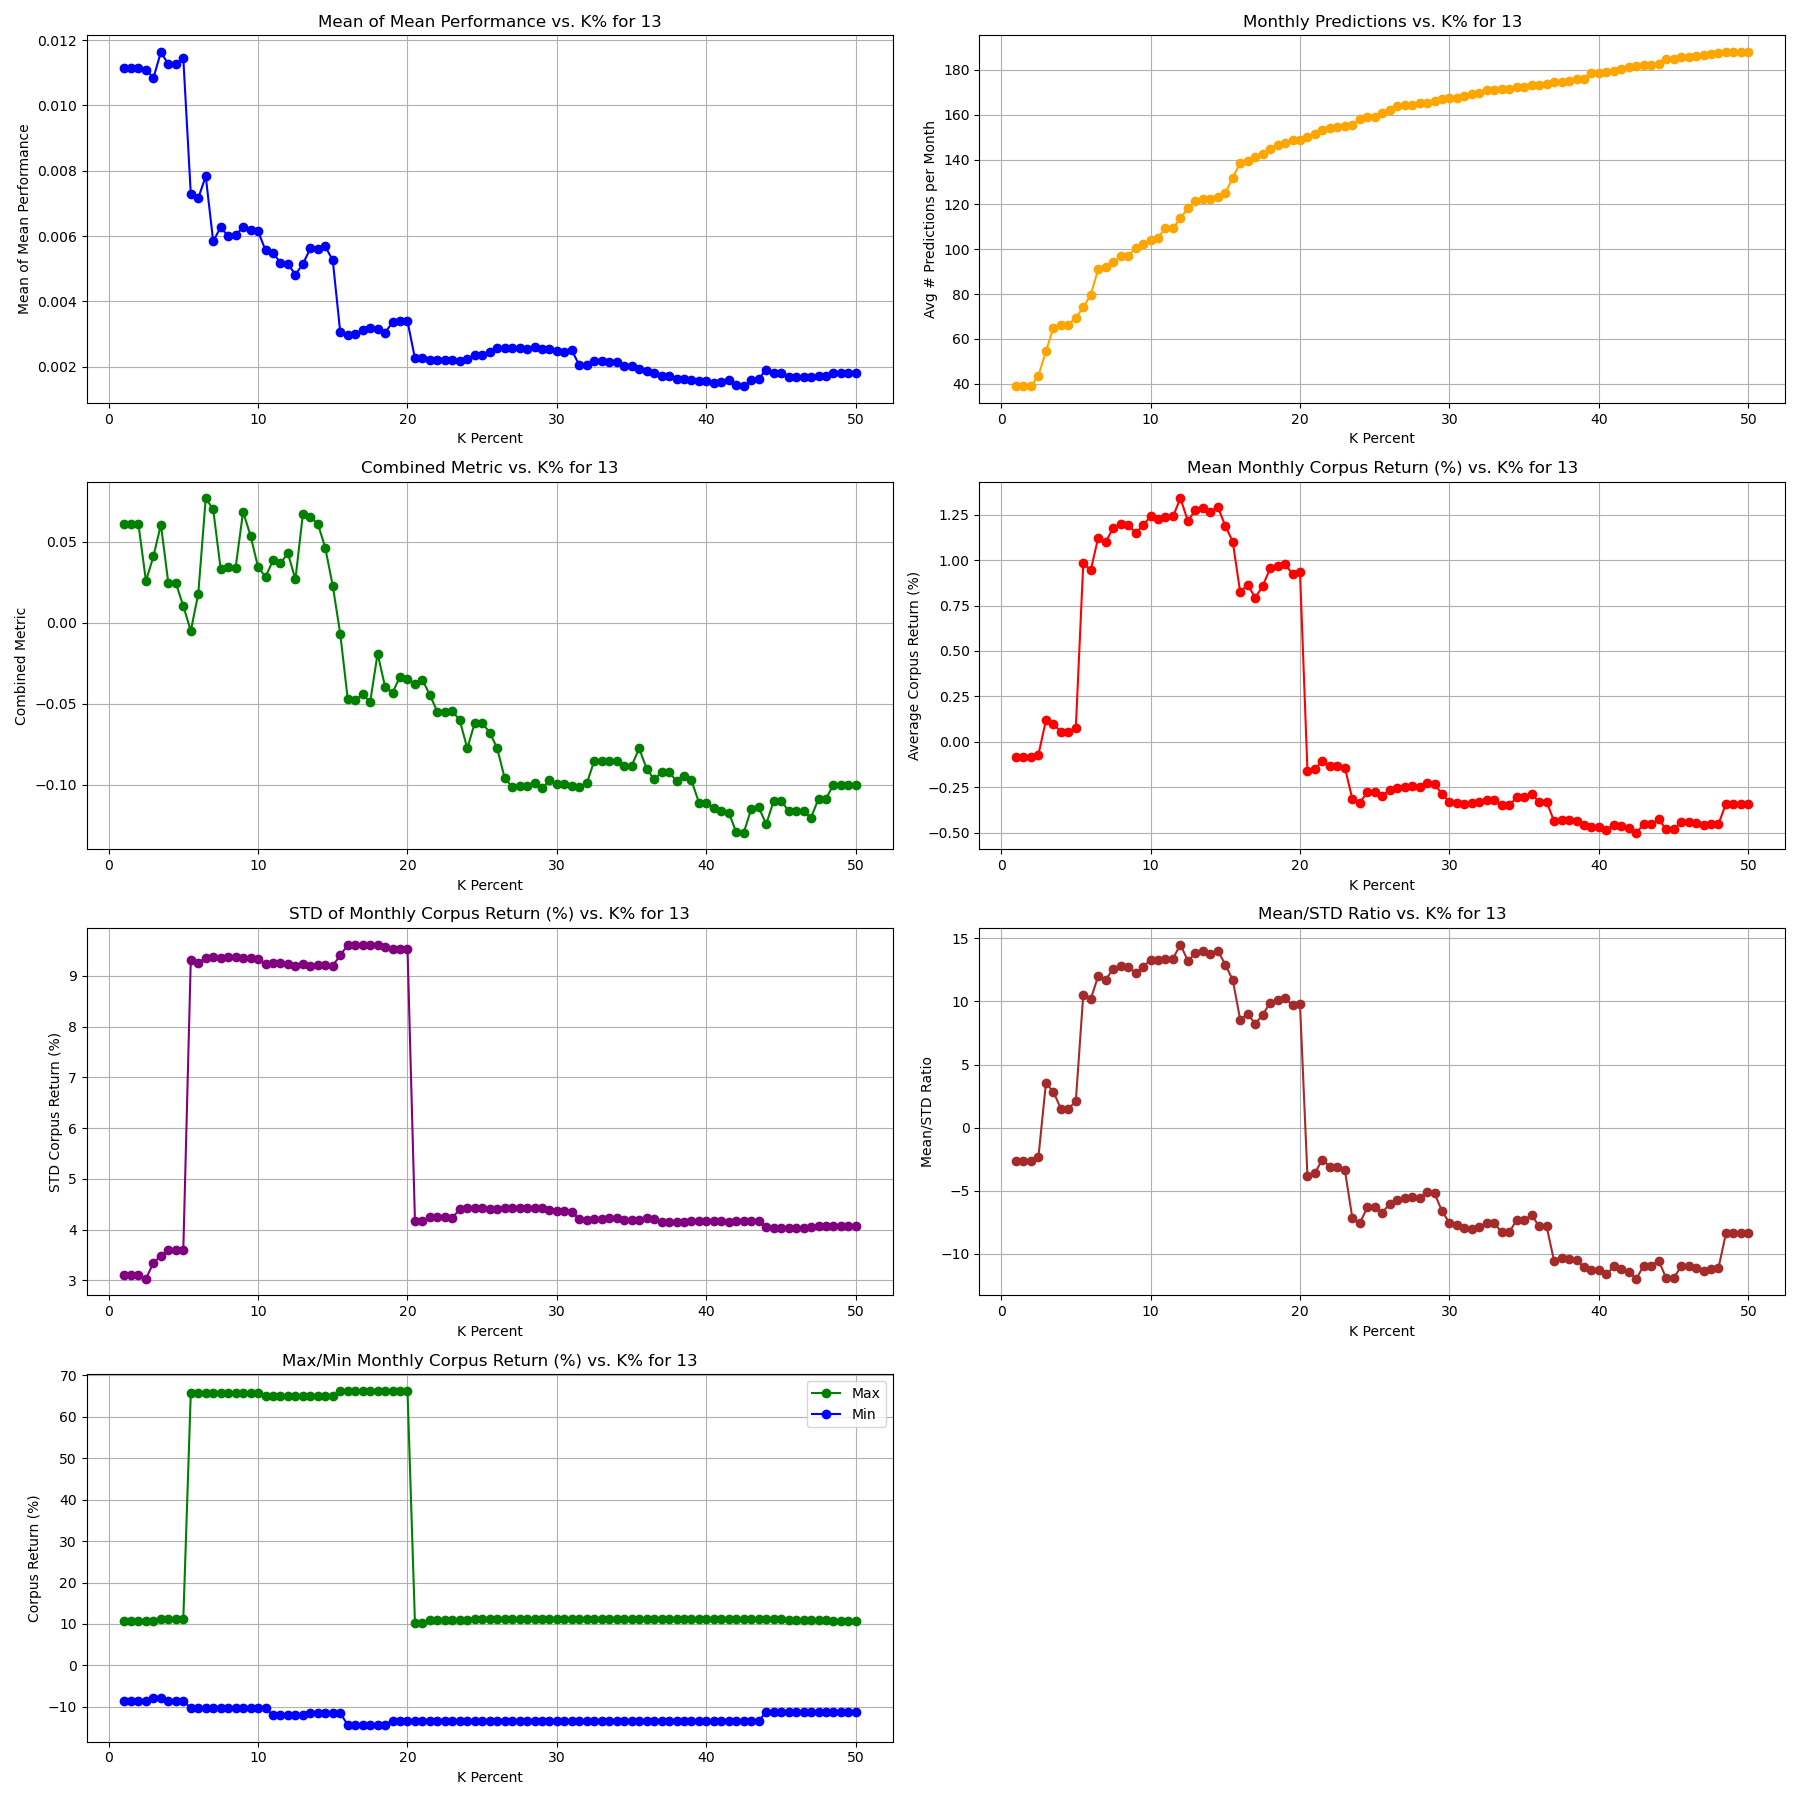 Mean of Mean Performance vs. K% for 13
Mean of Mean Performance
0.012
0.010
0.008
0.006
0.004
0.002
0 10 20 30 40 50
K Percent
Monthly Predictions vs. K% for 13
Avg # Predictions per Month
180
160
140
120
100
80
60
40
0 10 20 30 40 50
K Percent
Combined Metric vs. K% for 13
Combined Metric
0.05
0.00
−0.05
−0.10
0 10 20 30 40 50
K Percent
Mean Monthly Corpus Return (%) vs. K% for 13
Average Corpus Return (%)
1.25
1.00
0.75
0.50
0.25
0.00
−0.25
−0.50
0 10 20 30 40 50
K Percent
STD of Monthly Corpus Return (%) vs. K% for 13
STD Corpus Return (%)
9
8
7
6
5
4
3
0 10 20 30 40 50
K Percent
Mean/STD Ratio vs. K% for 13
Mean/STD Ratio
15
10
5
0
−5
−10
0 10 20 30 40 50
K Percent
Max/Min Monthly Corpus Return (%) vs. K% for 13
Corpus Return (%)
70
60
50
40
30
20
10
0
−10
Max
Min
0 10 20 30 40 50
K Percent